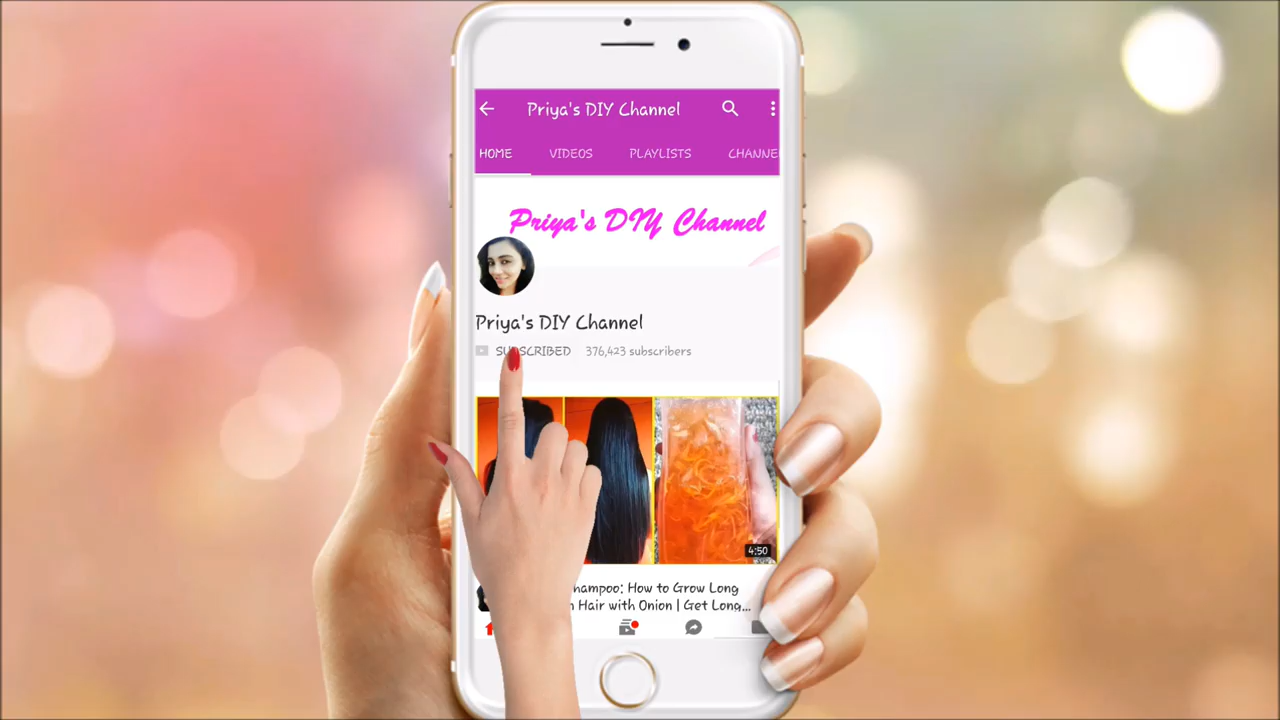 Priya's DIY Channel
HOME VIDEOS PLAYLISTS CHANNE
Priya's DIY Channel
Priya's DIY Channel
SUBSCRIBED 376,423 subscribers
4:50
How to Grow Long
Hair with Onion | Get Long...